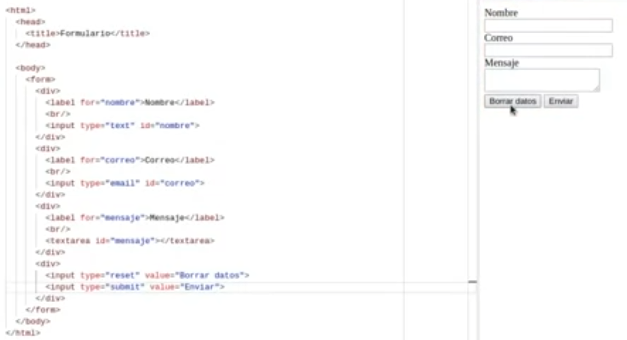 <html>
<head>
<title>Formulario</title>
</head>
<body>
<form>
<div>
<label for="nombre">Nombre</label>
<br/>
<input type="text" id="nombre">
</div>
<div>
<label for="correo">Correo</label>
<br/>
<input type="email" id="correo">
</div>
<div>
<label for="mensaje">Mensaje</label>
<br/>
<textarea id="mensaje"></textarea>
</div>
<div>
<input type="reset" value="Borrar datos">
<input type="submit" value="Enviar">
</div>
</form>
</body>
</html>
Nombre
Correo
Mensaje
Borrar datos Enviar